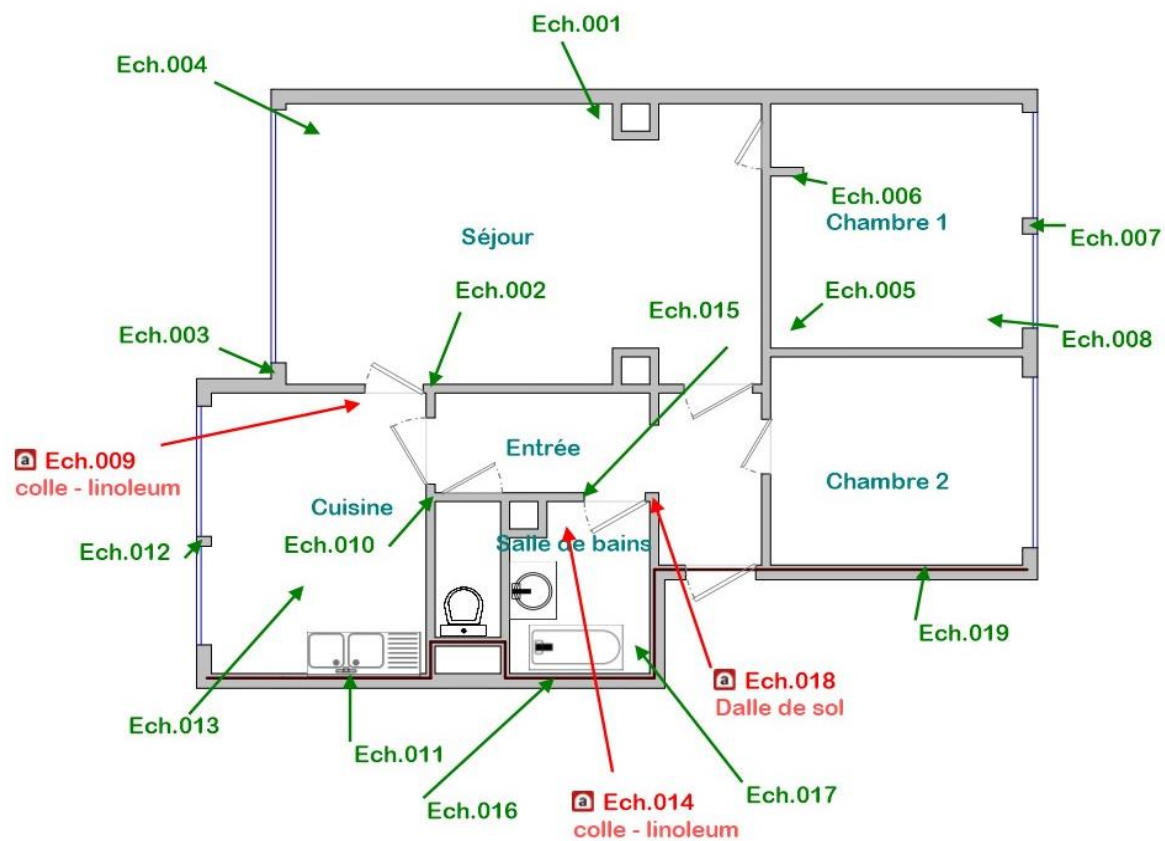 Ech.001
Ech.004
Ech.006
Chambre 1
Séjour
Ech.007
Ech.002
Ech.005
Ech.015
Ech.003
Ech.008
a Ech.009
colle - linoleum
Entrée
Chambre 2
Cuisine
Ech.010
Salle de bains
Ech.012
Ech.019
a Ech.018
Dalle de sol
Ech.013
Ech.011
Ech.016
Ech.017
a Ech.014
colle - linoleum